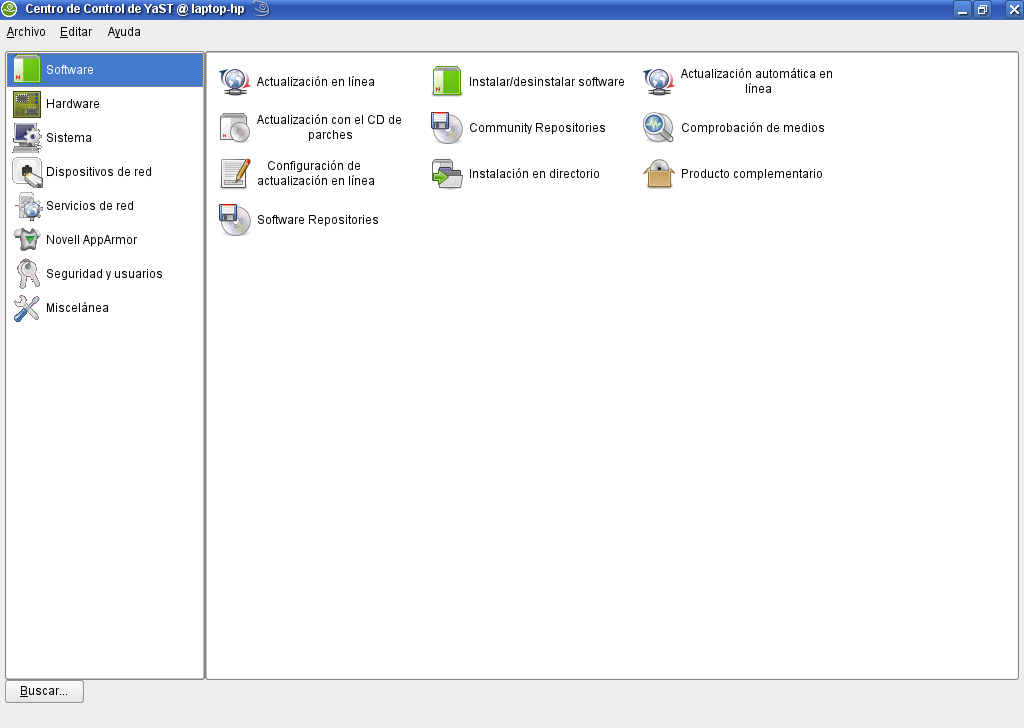 Centro de Control de YaST @ laptop-hp
Archivo Editar Ayuda
Software
Hardware
Sistema
Dispositivos de red
Servicios de red
Novell AppArmor
Seguridad y usuarios
Miscelánea
Actualización en línea
Instalar/desinstalar software
Actualización automática en
línea
Actualización con el CD de
parches
Community Repositories
Comprobación de medios
Configuración de
actualización en línea
Instalación en directorio
Producto complementario
Software Repositories
Buscar...